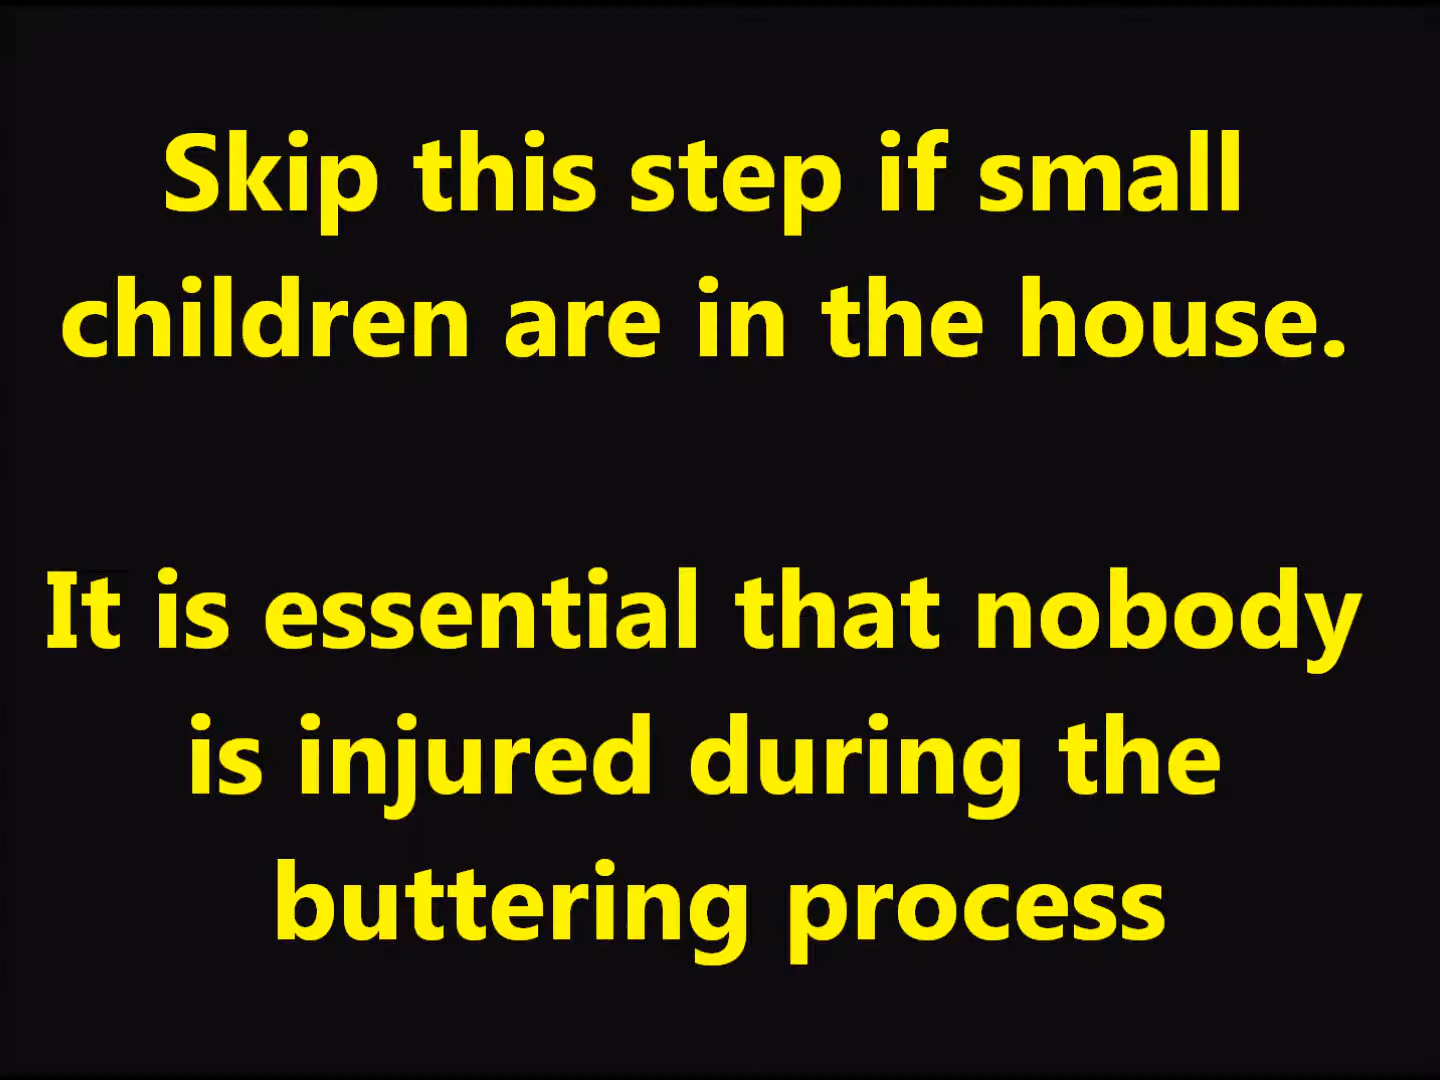 Skip this step if small
children are in the house.
It is essential that nobody
is injured during the
buttering process